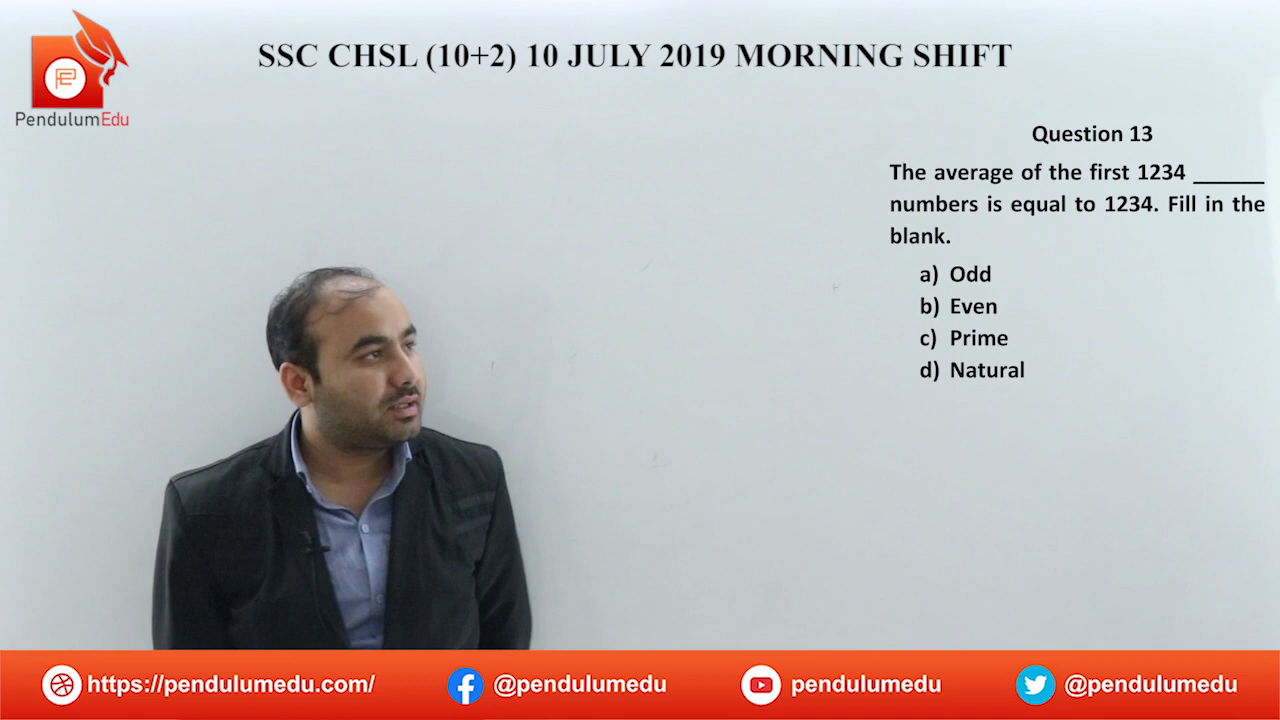 SSC CHSL (10+2) 10 JULY 2019 MORNING SHIFT
PendulumEdu
Question 13
The average of the first 1234 ______
numbers is equal to 1234. Fill in the
blank.
a) Odd
b) Even
c) Prime
d) Natural
https://pendulumedu.com/
@pendulumedu
pendulumedu
@pendulumedu